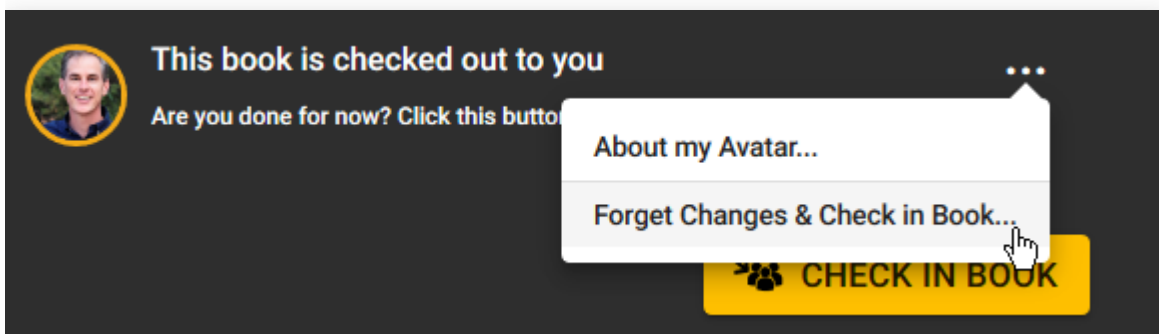 This book is checked out to you
...
Are you done for now? Click this button
About my Avatar...
Forget Changes & Check in Book...
CHECK IN BOOK